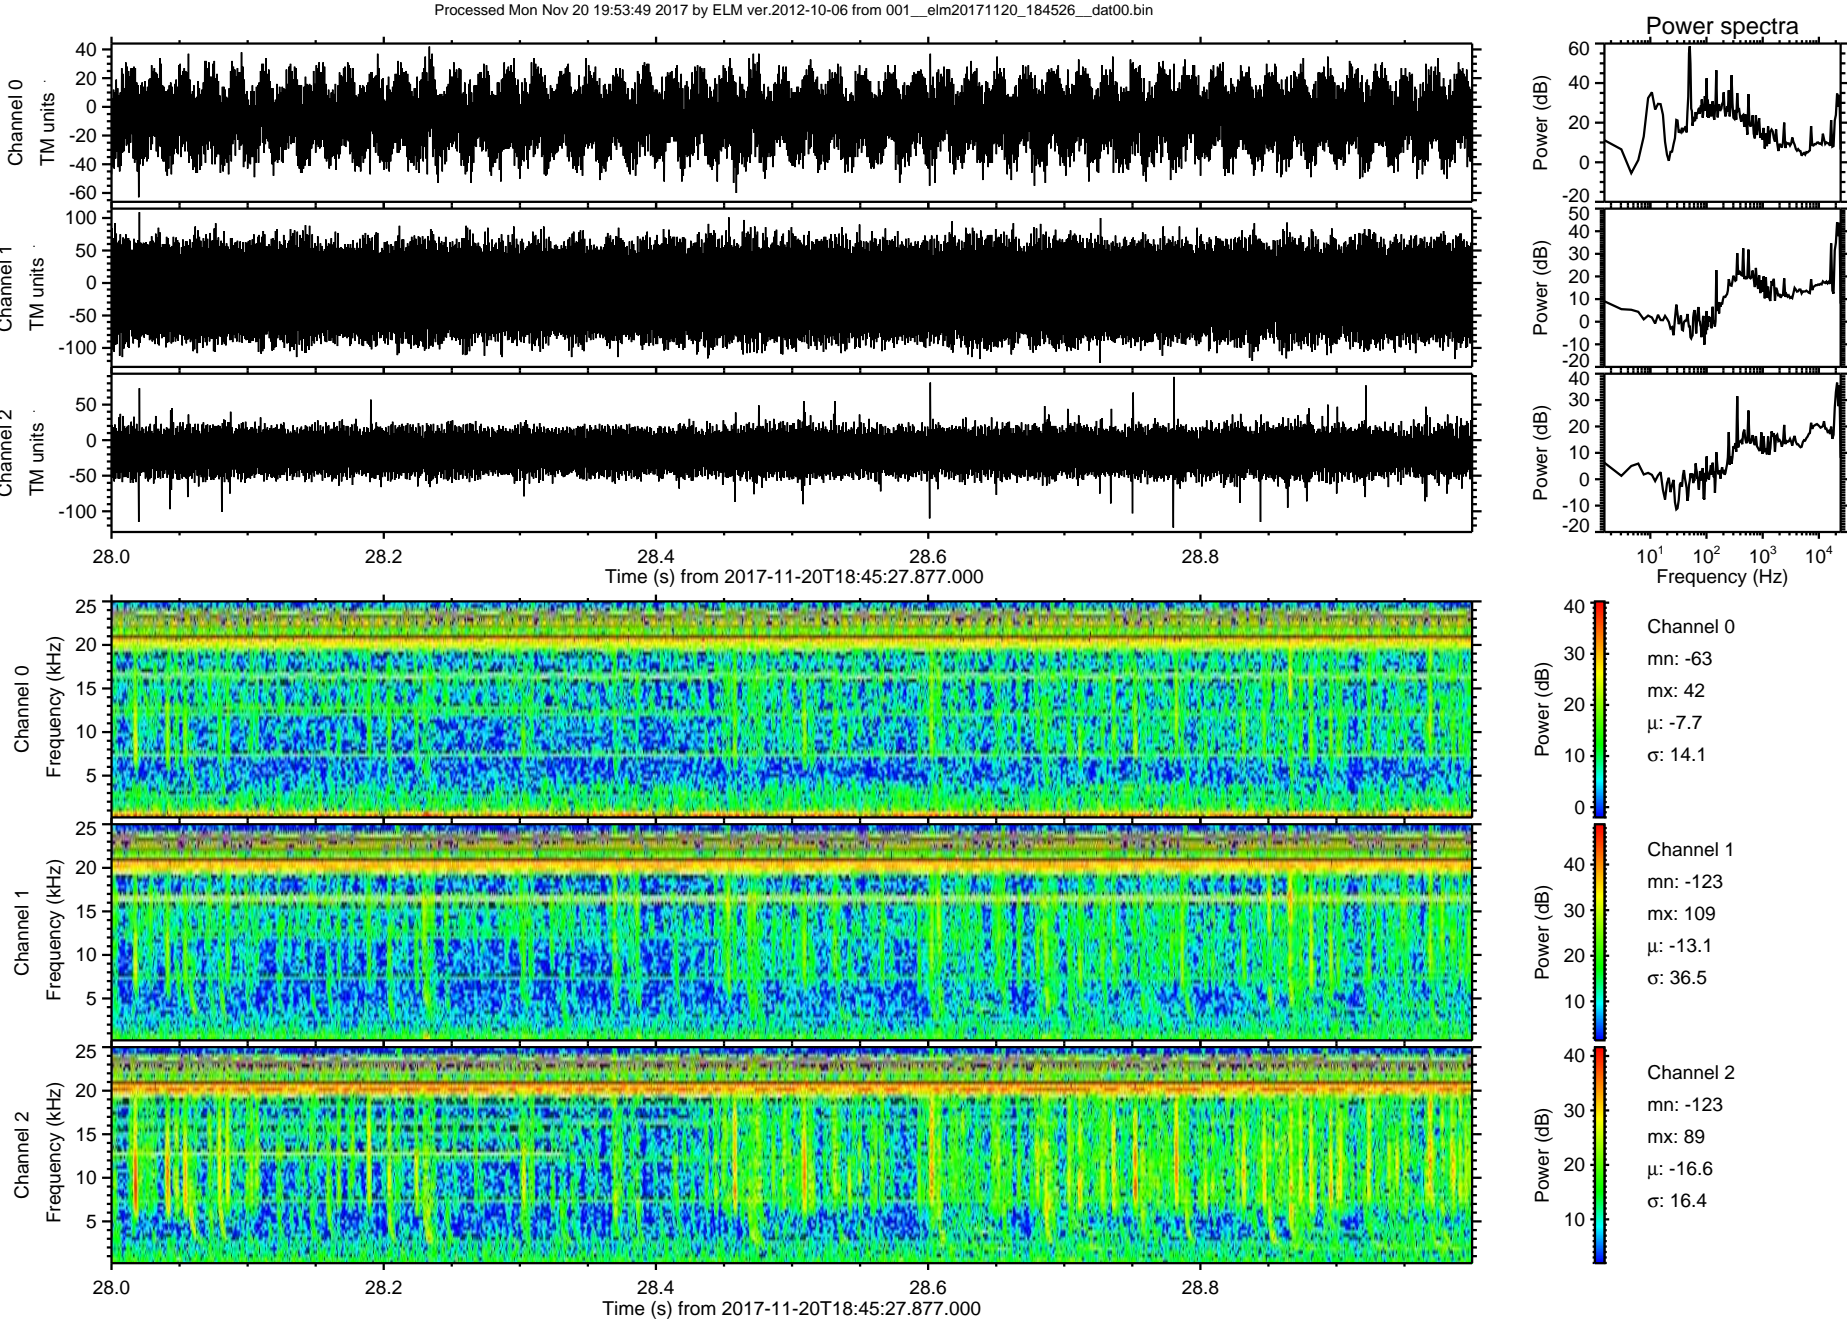 Processed Mon Nov 20 19:53:49 2017 by ELM ver.2012-10-06 from 001__elm20171120_184526__dat00.bin
Power spectra
Channel 0
TM units
40
20
0
-20
-40
-60
Power (dB)
60
40
20
0
-20
Channel 1
TM units
100
50
0
-50
-100
Power (dB)
50
40
30
20
10
0
-10
-20
Channel 2
TM units
50
0
-50
-100
Power (dB)
40
30
20
10
0
-10
-20
28.0 28.2 28.4 28.6 28.8
Time (s) from 2017-11-20T18:45:27.877.000
10¹ 10² 10³ 10⁴
Frequency (Hz)
Channel 0
Frequency (kHz)
25
20
15
10
5
Power (dB)
40
30
20
10
0
Channel 0
mn: -63
mx: 42
μ: -7.7
σ: 14.1
Channel 1
Frequency (kHz)
25
20
15
10
5
Power (dB)
40
30
20
10
Channel 1
mn: -123
mx: 109
μ: -13.1
σ: 36.5
Channel 2
Frequency (kHz)
25
20
15
10
5
Power (dB)
40
30
20
10
Channel 2
mn: -123
mx: 89
μ: -16.6
σ: 16.4
28.0 28.2 28.4 28.6 28.8
Time (s) from 2017-11-20T18:45:27.877.000